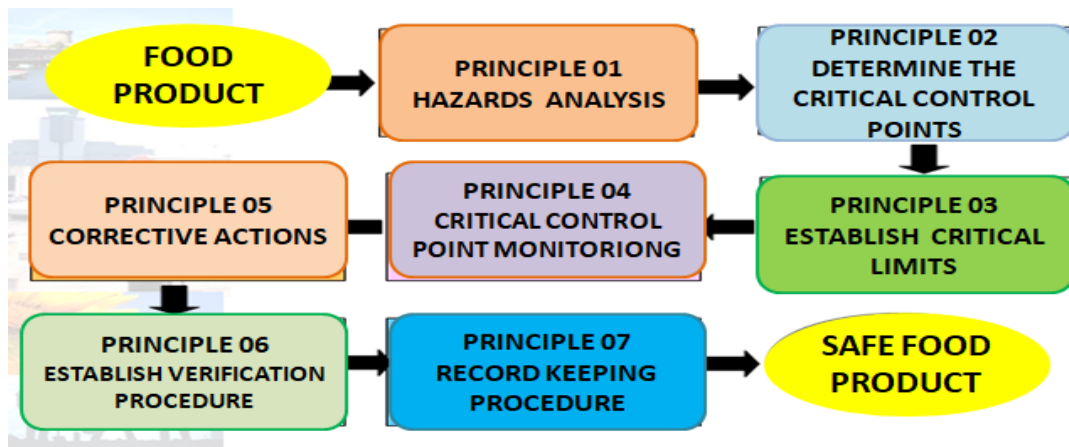 FOOD
PRODUCT
PRINCIPLE 01
HAZARDS ANALYSIS
PRINCIPLE 02
DETERMINE THE
CRITICAL CONTROL
POINTS
PRINCIPLE 03
ESTABLISH CRITICAL
LIMITS
PRINCIPLE 04
CRITICAL CONTROL
POINT MONITORIONG
PRINCIPLE 05
CORRECTIVE ACTIONS
PRINCIPLE 06
ESTABLISH VERIFICATION
PROCEDURE
PRINCIPLE 07
RECORD KEEPING
PROCEDURE
SAFE FOOD
PRODUCT